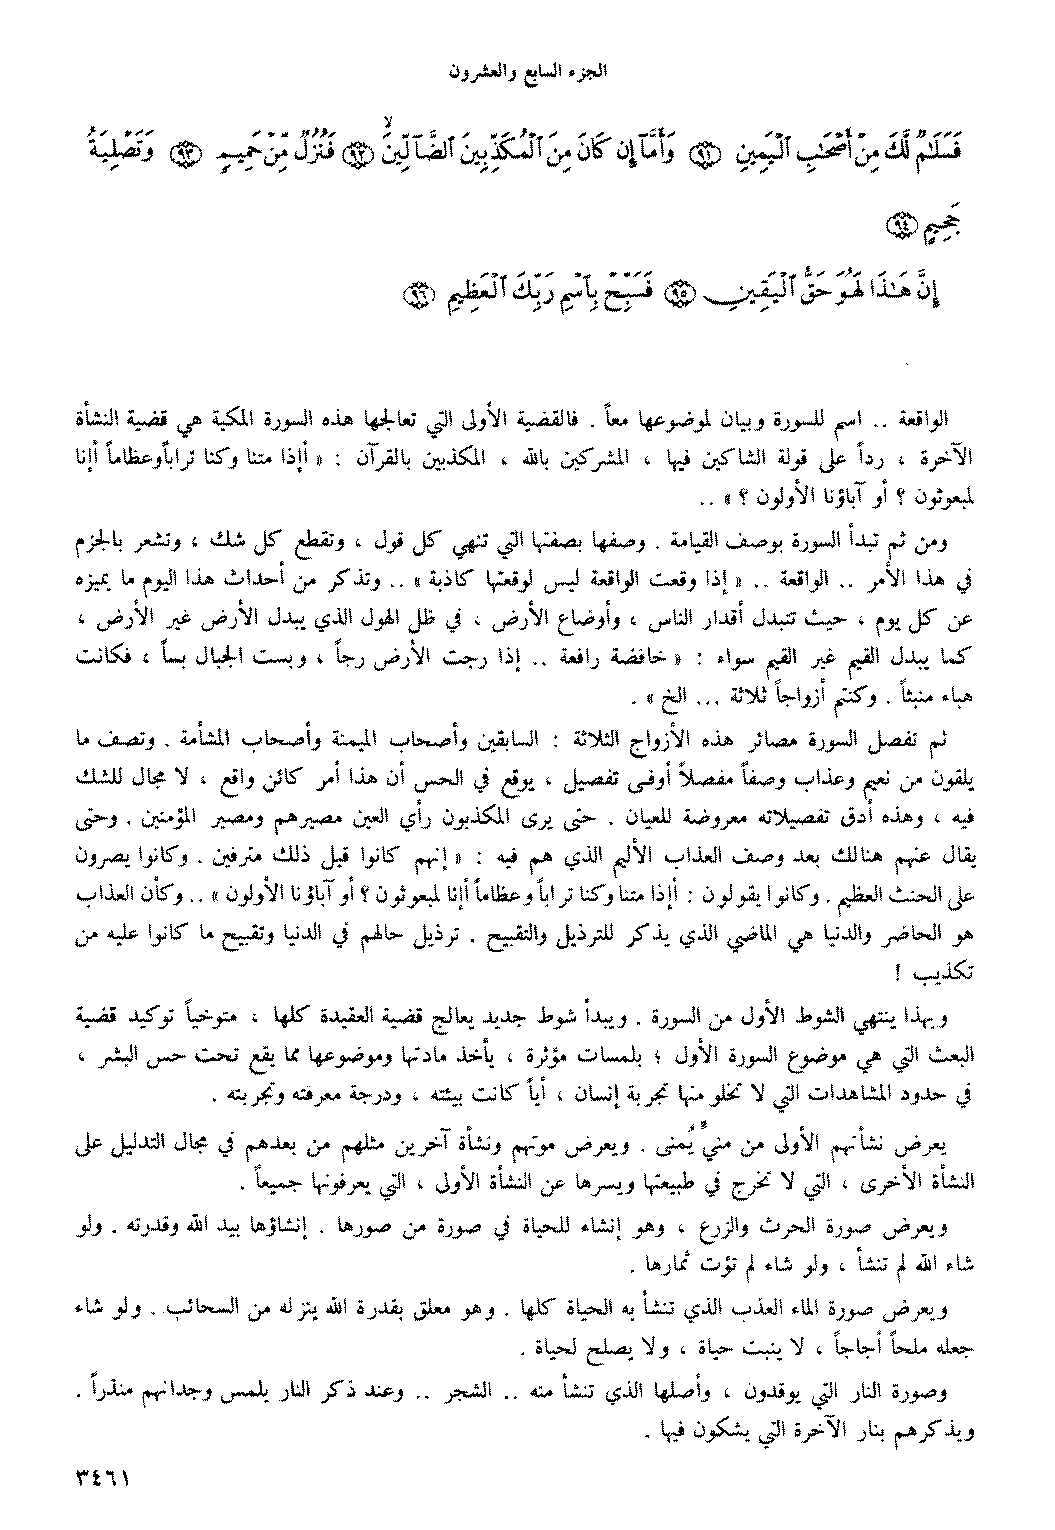 الجزء السابع والعشرون
فَسَلَٰمٌ لَّكَ مِنْ أَصْحَٰبِ ٱلْيَمِينِ ۝٩١ وَأَمَّآ إِن كَانَ مِنَ ٱلْمُكَذِّبِينَ ٱلضَّآلِّينَ ۙ ۝٩٢ فَنُزُلٌ مِّنْ حَمِيمٍ ۝٩٣ وَتَصْلِيَةُ
جَحِيمٍ ۝٩٤
إِنَّ هَٰذَا لَهُوَ حَقُّ ٱلْيَقِينِ ۝٩٥ فَسَبِّحْ بِٱسْمِ رَبِّكَ ٱلْعَظِيمِ ۝٩٦
الواقعة .. اسم للسورة وبيان لموضوعها معاً . فالقضية الأولى التي تعالجها هذه السورة المكية هي قضية النشأة
الآخرة ، رداً على قولة الشاكين فيها ، المشركين بالله ، المكذبين بالقرآن : « أإذا متنا وكنا تراباً وعظاماً أإنا
لمبعوثون ؟ أو آباؤنا الأولون ؟ » ..
ومن ثم تبدأ السورة بوصف القيامة . وصفها بصفتها التي تنهي كل قول ، وتقطع كل شك ، وتشعر بالجزم
في هذا الأمر .. الواقعة .. « إذا وقعت الواقعة ليس لوقعتها كاذبة » .. وتذكر من أحداث هذا اليوم ما يميزه
عن كل يوم ، حيث تتبدل أقدار الناس ، وأوضاع الأرض ، في ظل الهول الذي يبدل الأرض غير الأرض ،
كما يبدل القيم غير القيم سواء : « خافضة رافعة .. إذا رجت الأرض رجاً ، وبست الجبال بساً ، فكانت
هباء منبثاً . وكنتم أزواجاً ثلاثة ... الخ » .
ثم تفصل السورة مصائر هذه الأزواج الثلاثة : السابقين وأصحاب الميمنة وأصحاب المشأمة . وتصف ما
يلقون من نعيم وعذاب وصفاً مفصلاً أوفى تفصيل ، يوقع في الحس أن هذا أمر كائن واقع ، لا مجال للشك
فيه ، وهذه أدق تفصيلاته معروضة للعيان . حتى يرى المكذبون رأي العين مصيرهم ومصير المؤمنين . وحتى
يقال عنهم هنالك بعد وصف العذاب الأليم الذي هم فيه : « إنهم كانوا قبل ذلك مترفين . وكانوا يصرون
على الحنث العظيم . وكانوا يقولون : أإذا متنا وكنا تراباً وعظاماً أإنا لمبعوثون ؟ أو آباؤنا الأولون » .. وكأن العذاب
هو الحاضر والدنيا هي الماضي الذي يذكر للترذيل والتقبيح . ترذيل حالهم في الدنيا وتقبيح ما كانوا عليه من
تكذيب !
وبهذا ينتهي الشوط الأول من السورة . ويبدأ شوط جديد يعالج قضية العقيدة كلها ، متوخياً توكيد قضية
البعث التي هي موضوع السورة الأول ؛ بلمسات مؤثرة ، يأخذ مادتها وموضوعها مما يقع تحت حس البشر ،
في حدود المشاهدات التي لا تخلو منها تجربة إنسان ، أياً كانت بيئته ، ودرجة معرفته وتجربته .
يعرض نشأتهم الأولى من منيٍّ يُمنى . ويعرض موتهم ونشأة آخرين مثلهم من بعدهم في مجال التدليل على
النشأة الأخرى ، التي لا تخرج في طبيعتها ويسرها عن النشأة الأولى ، التي يعرفونها جميعاً .
ويعرض صورة الحرث والزرع ، وهو إنشاء للحياة في صورة من صورها . إنشاؤها بيد الله وقدرته . ولو
شاء الله لم تنشأ ، ولو شاء لم تؤت ثمارها .
ويعرض صورة الماء العذب الذي تنشأ به الحياة كلها . وهو معلق بقدرة الله ينزله من السحائب . ولو شاء
جعله ملحاً أجاجاً ، لا ينبت حياة ، ولا يصلح لحياة .
وصورة النار التي يوقدون ، وأصلها الذي تنشأ منه .. الشجر .. وعند ذكر النار يلمس وجدانهم منذراً .
ويذكرهم بنار الآخرة التي يشكون فيها .
٣٤٦١